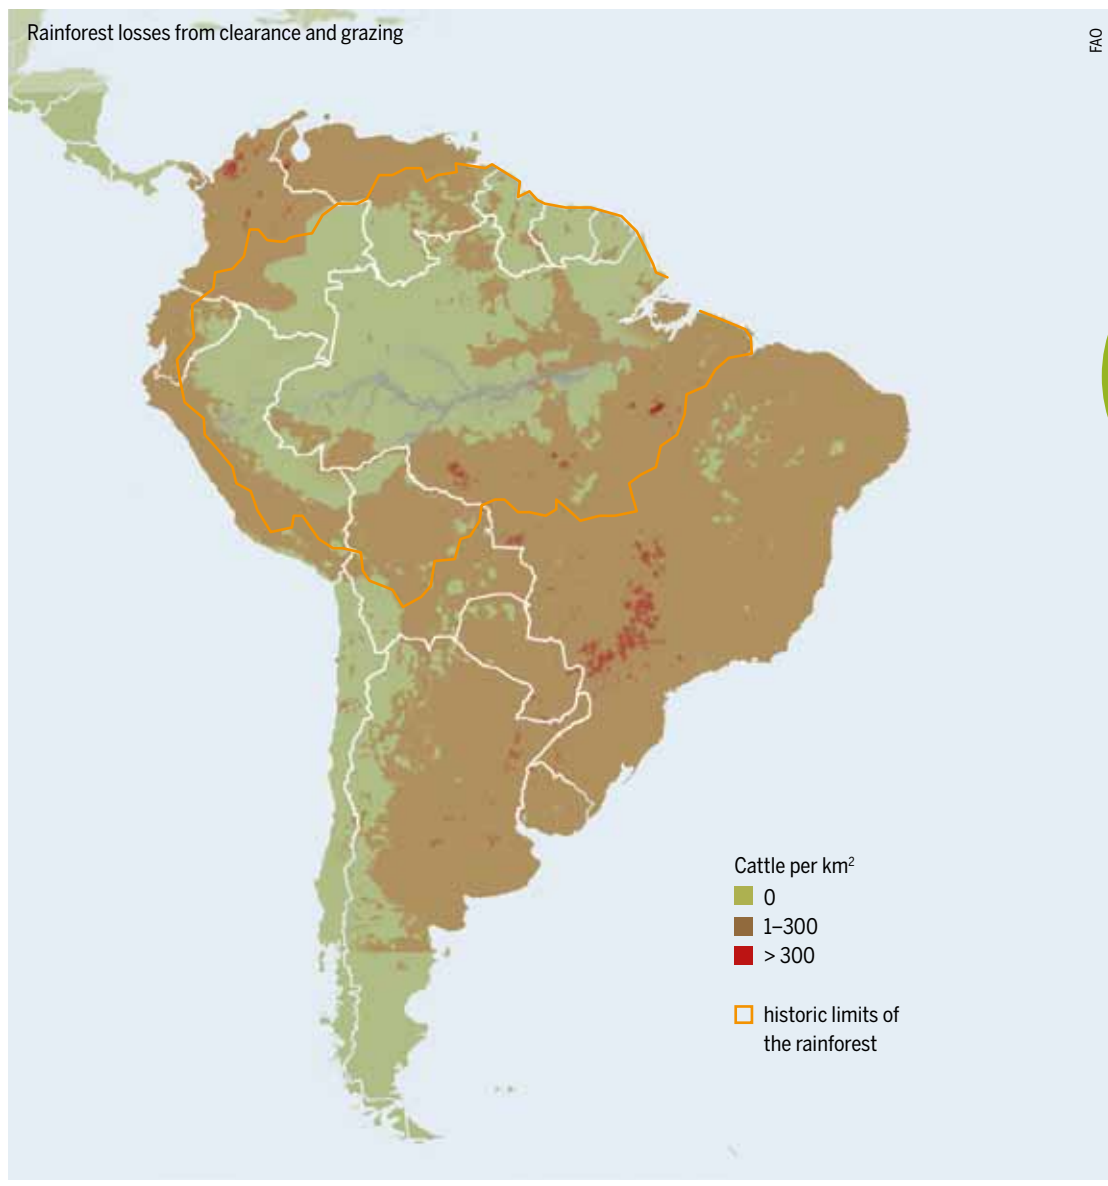 Rainforest losses from clearance and grazing
FAO
Cattle per km²
0
1–300
> 300
historic limits of
the rainforest